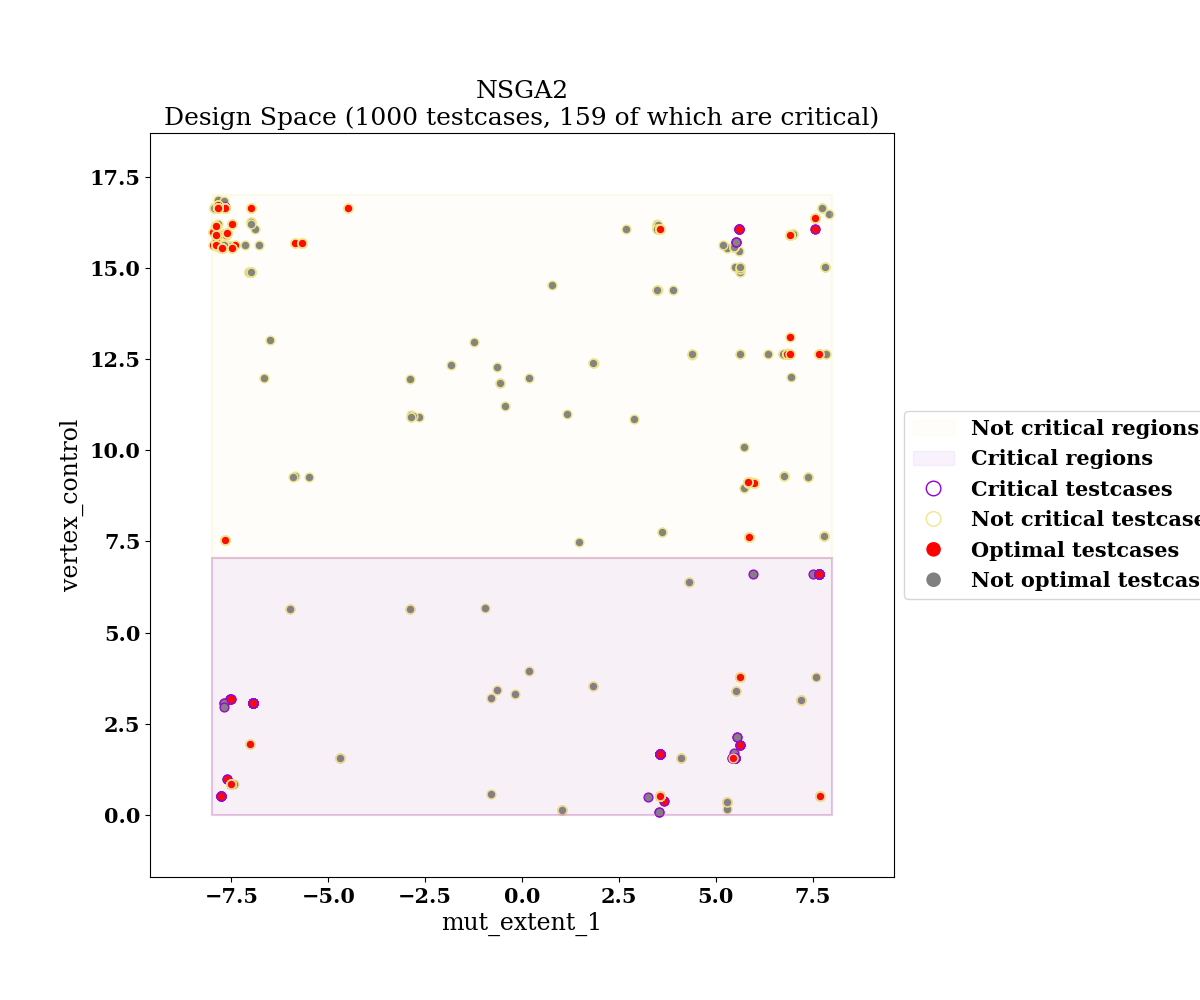 NSGA2
Design Space (1000 testcases, 159 of which are critical)
17.5
15.0
12.5
10.0
7.5
5.0
2.5
0.0
vertex_control
−7.5
−5.0
−2.5
0.0
2.5
5.0
7.5
mut_extent_1
Not critical regions
Critical regions
Critical testcases
Not critical testcase
Optimal testcases
Not optimal testcas